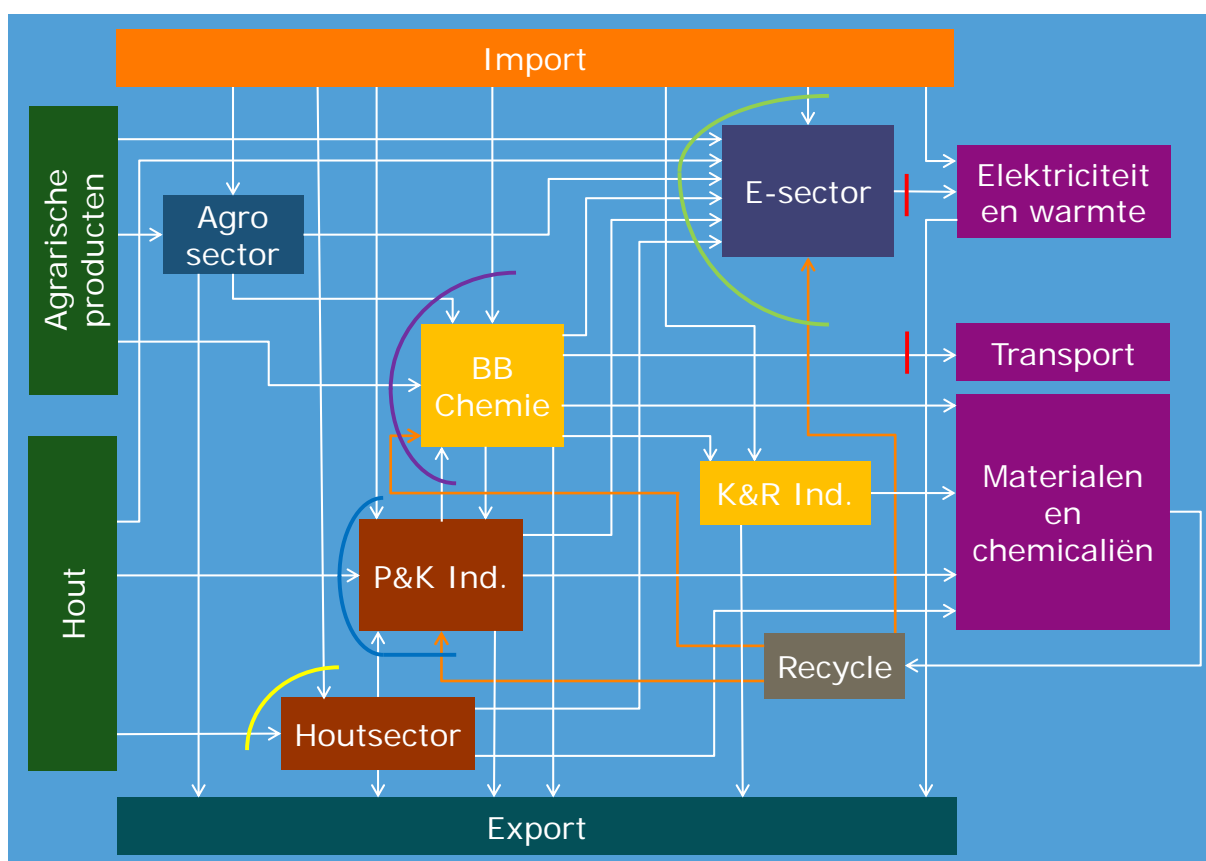 Import
Agrarische
producten
E-sector
Elektriciteit
en warmte
Agro
sector
BB
Chemie
Transport
Hout
K&R Ind.
Materialen
en
chemicaliën
P&K Ind.
Recycle
Houtsector
Export